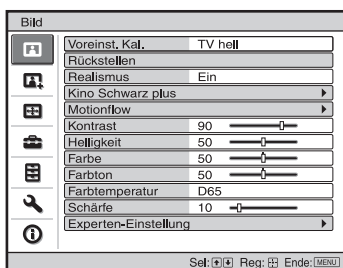 Bild
Voreinst. Kal. TV hell
Rückstellen
Realismus Ein
Kino Schwarz plus
Motionflow
Kontrast 90
Helligkeit 50
Farbe 50
Farbton 50
Farbtemperatur D65
Schärfe 10
Experten-Einstellung
Sel: Reg: Ende: MENU